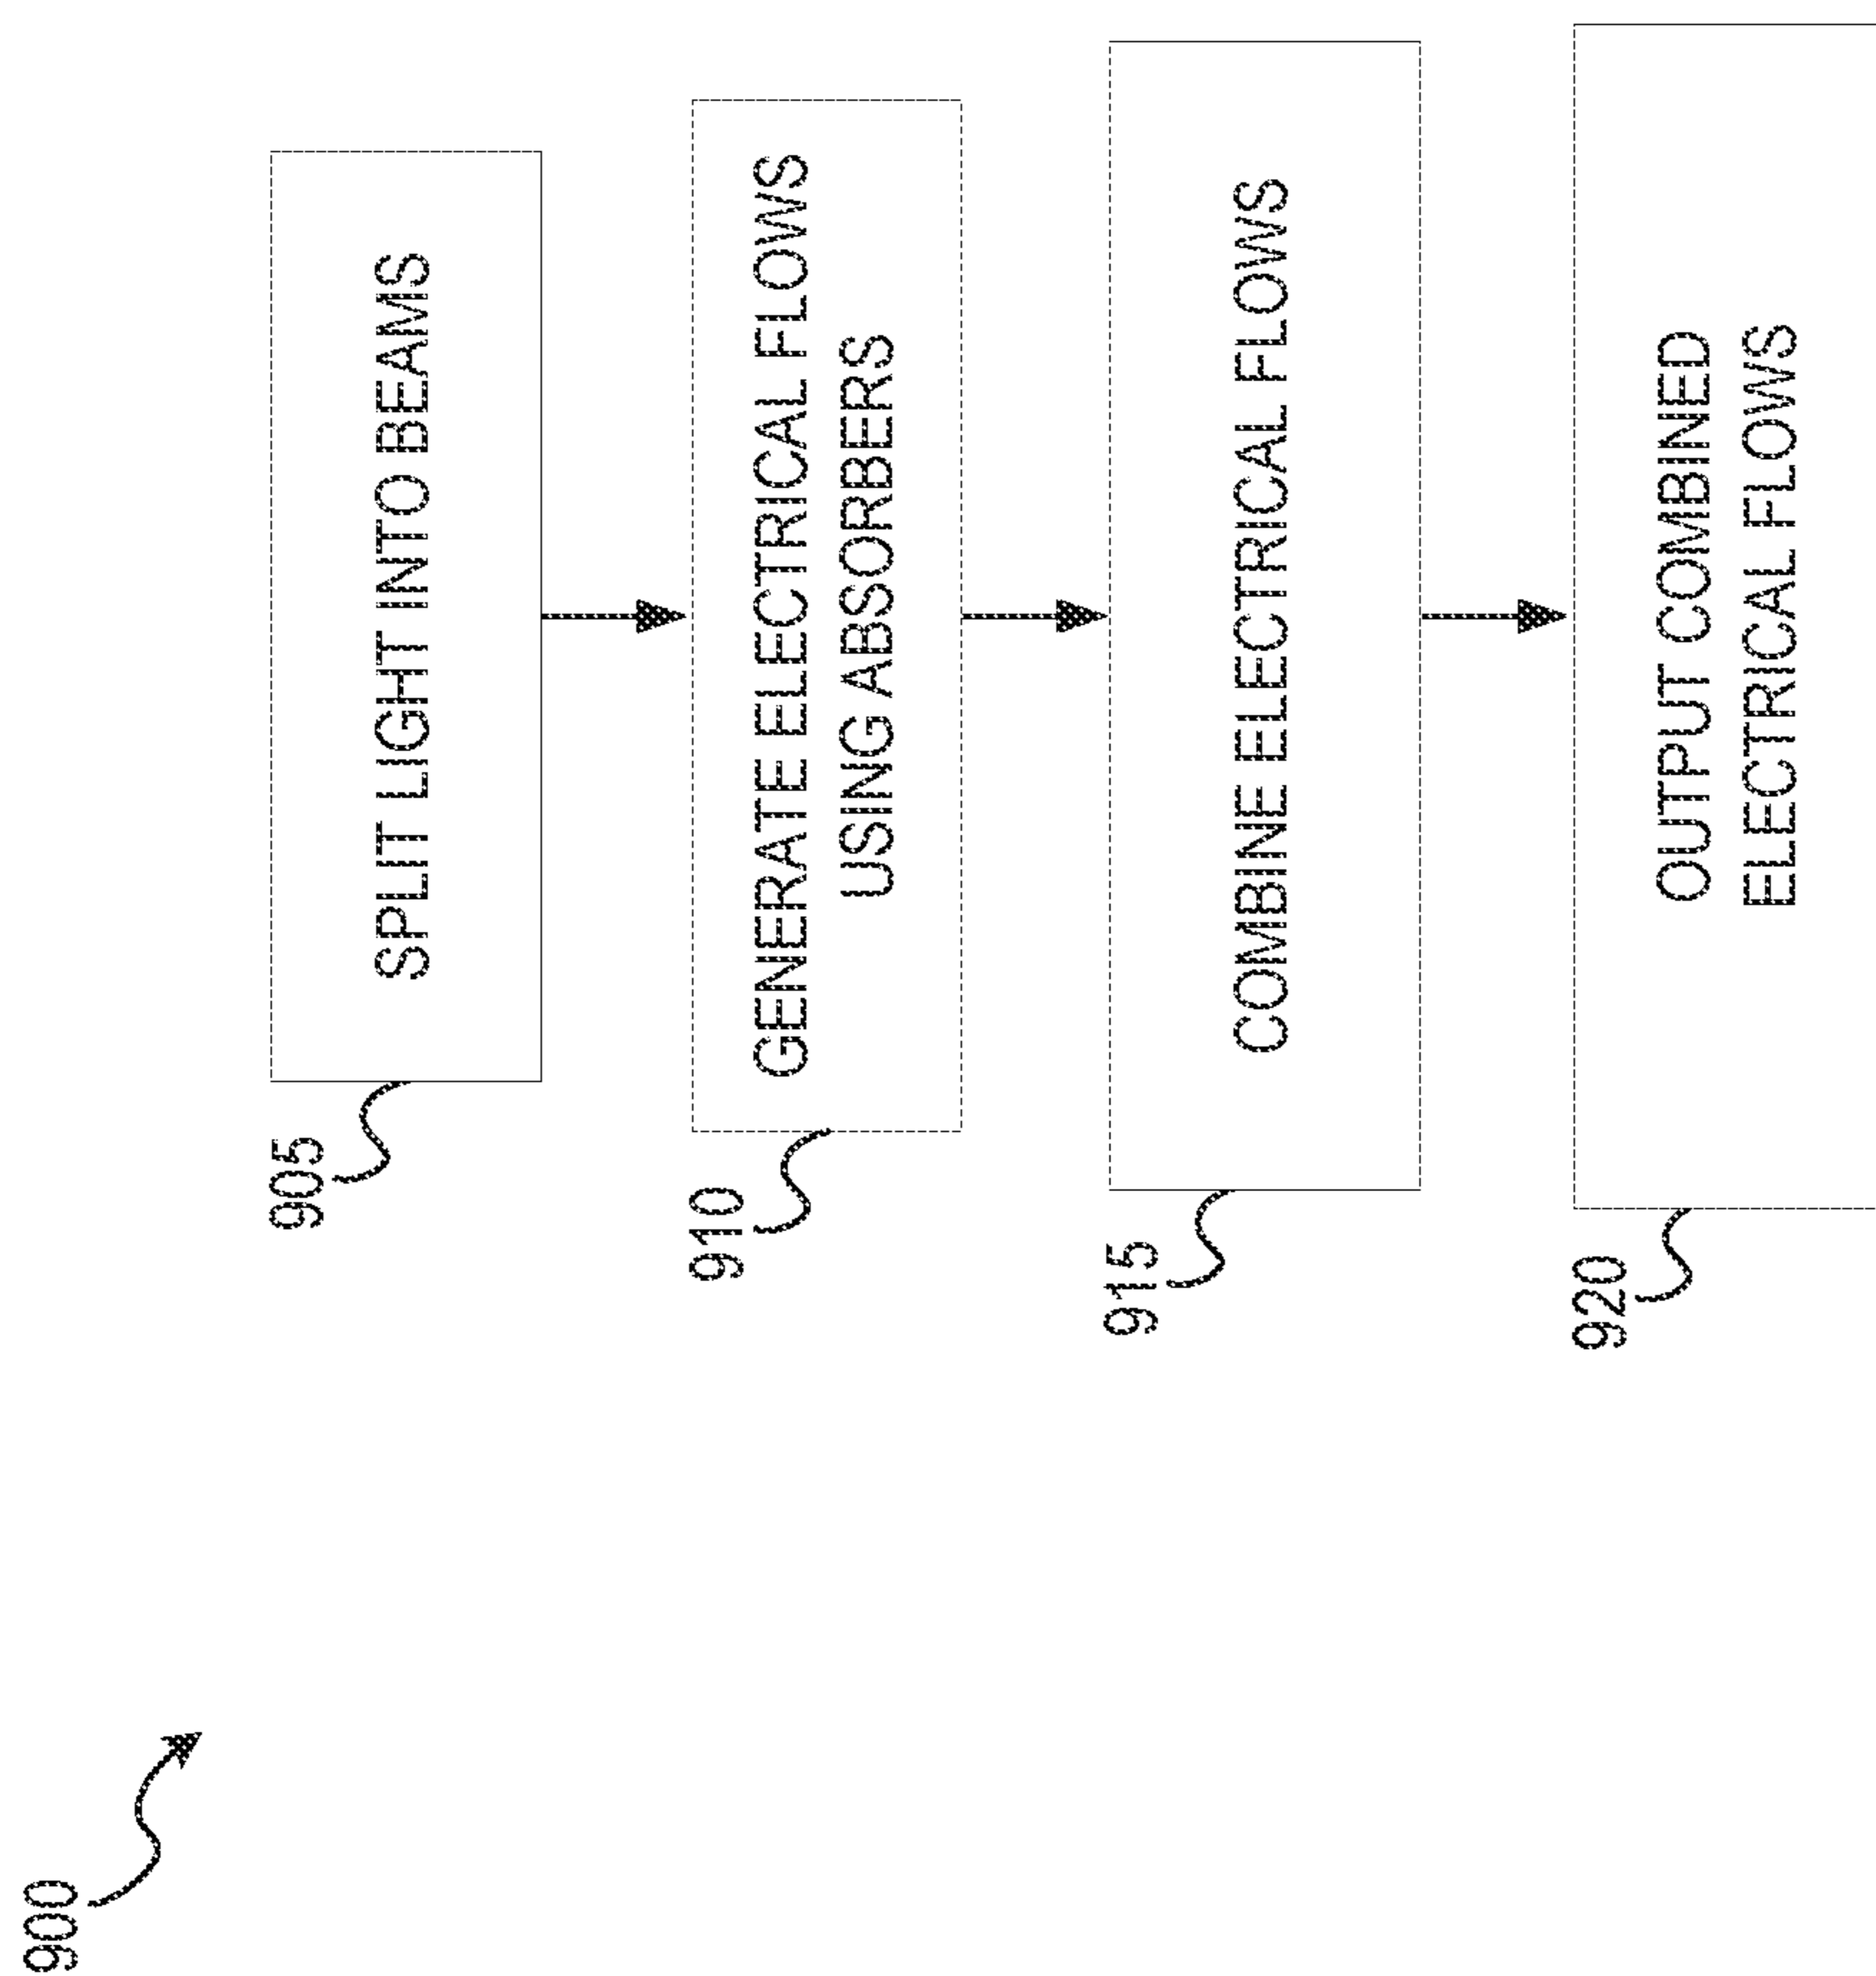 900
905
SPLIT LIGHT INTO BEAMS
910
GENERATE ELECTRICAL FLOWS
USING ABSORBERS
915
COMBINE ELECTRICAL FLOWS
920
OUTPUT COMBINED
ELECTRICAL FLOWS